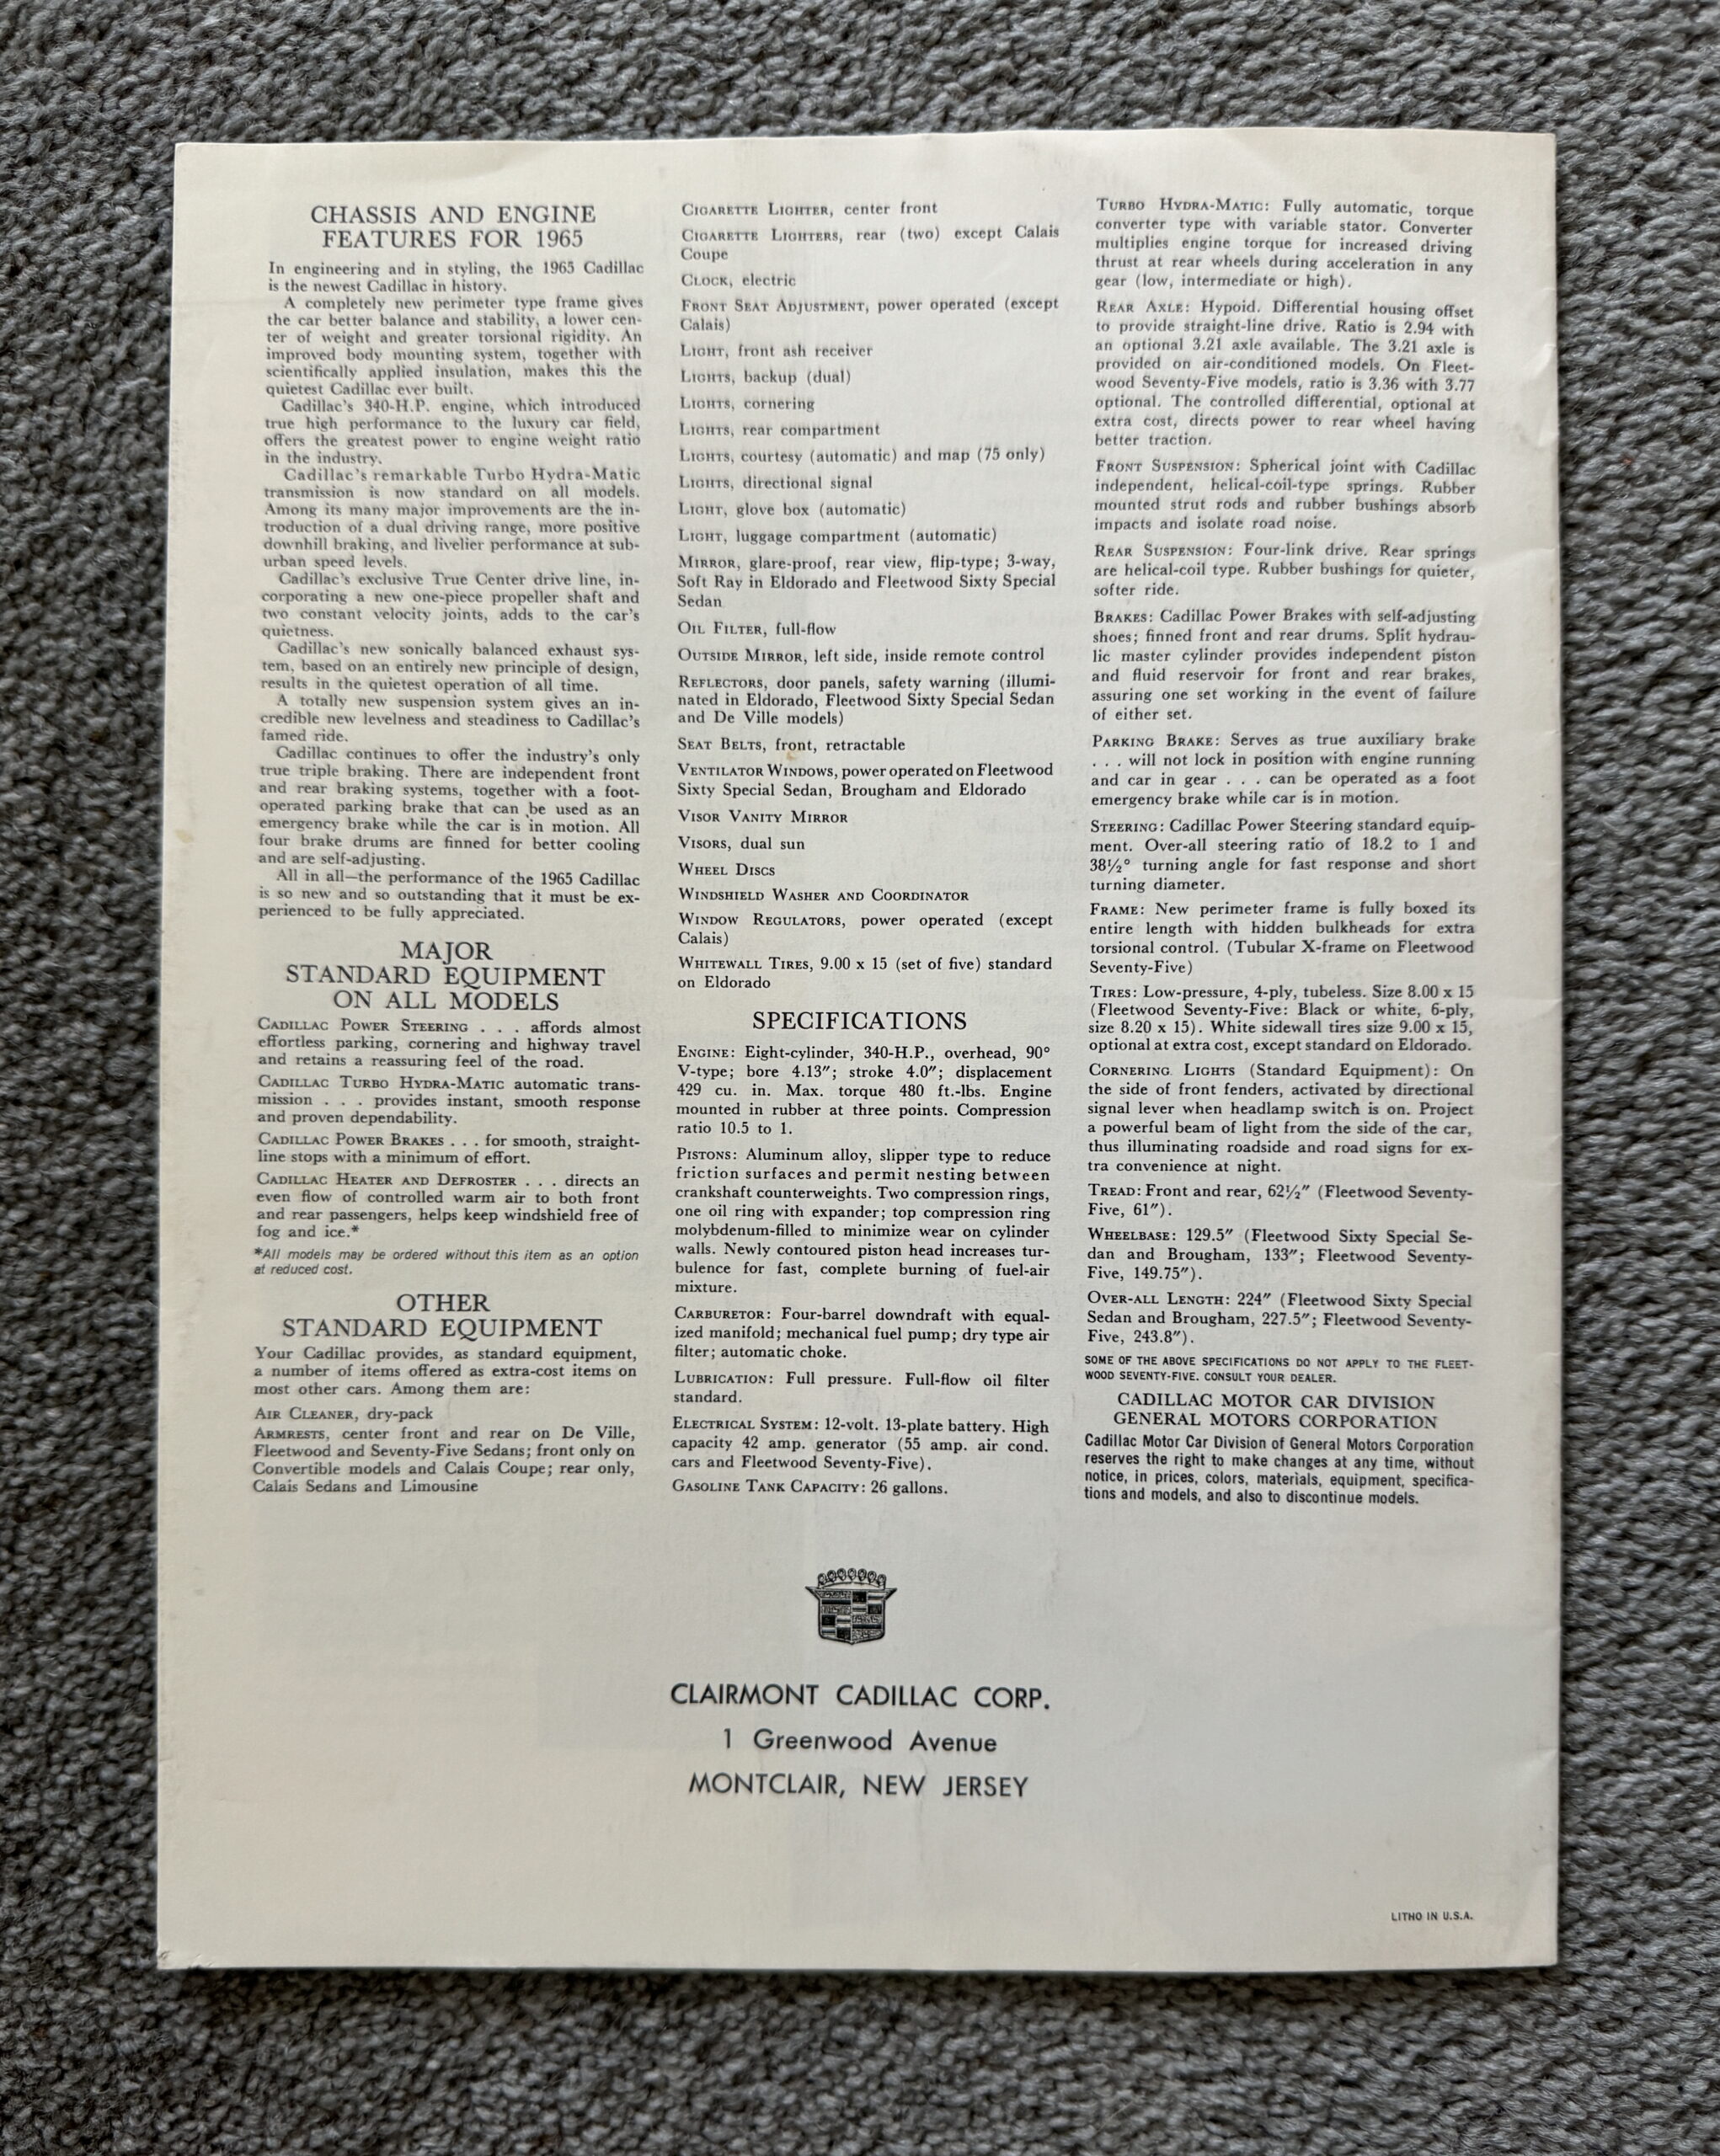 CHASSIS AND ENGINE
FEATURES FOR 1965
In engineering and in styling, the 1965 Cadillac
is the newest Cadillac in history.
A completely new perimeter type frame gives
the car better balance and stability, a lower cen-
ter of weight and greater torsional rigidity. An
improved body mounting system, together with
scientifically applied insulation, makes this the
quietest Cadillac ever built.
Cadillac's 340-H.P. engine, which introduced
true high performance to the luxury car field,
offers the greatest power to engine weight ratio
in the industry.
Cadillac's remarkable Turbo Hydra-Matic
transmission is now standard on all models.
Among its many major improvements are the in-
troduction of a dual driving range, more positive
downhill braking, and livelier performance at sub-
urban speed levels.
Cadillac's exclusive True Center drive line, in-
corporating a new one-piece propeller shaft and
two constant velocity joints, adds to the car's
quietness.
Cadillac's new sonically balanced exhaust sys-
tem, based on an entirely new principle of design,
results in the quietest operation of all time.
A totally new suspension system gives an in-
credible new levelness and steadiness to Cadillac's
famed ride.
Cadillac continues to offer the industry's only
true triple braking. There are independent front
and rear braking systems, together with a foot-
operated parking brake that can be used as an
emergency brake while the car is in motion. All
four brake drums are finned for better cooling
and are self-adjusting.
All in all—the performance of the 1965 Cadillac
is so new and so outstanding that it must be ex-
perienced to be fully appreciated.
MAJOR
STANDARD EQUIPMENT
ON ALL MODELS
CADILLAC POWER STEERING . . . affords almost
effortless parking, cornering and highway travel
and retains a reassuring feel of the road.
CADILLAC TURBO HYDRA-MATIC automatic trans-
mission . . . provides instant, smooth response
and proven dependability.
CADILLAC POWER BRAKES . . . for smooth, straight-
line stops with a minimum of effort.
CADILLAC HEATER AND DEFROSTER . . . directs an
even flow of controlled warm air to both front
and rear passengers, helps keep windshield free of
fog and ice.*
*All models may be ordered without this item as an option
at reduced cost.
OTHER
STANDARD EQUIPMENT
Your Cadillac provides, as standard equipment,
a number of items offered as extra-cost items on
most other cars. Among them are:
AIR CLEANER, dry-pack
ARMRESTS, center front and rear on De Ville,
Fleetwood and Seventy-Five Sedans; front only on
Convertible models and Calais Coupe; rear only,
Calais Sedans and Limousine
CIGARETTE LIGHTER, center front
CIGARETTE LIGHTERS, rear (two) except Calais
Coupe
CLOCK, electric
FRONT SEAT ADJUSTMENT, power operated (except
Calais)
LIGHT, front ash receiver
LIGHTS, backup (dual)
LIGHTS, cornering
LIGHTS, rear compartment
LIGHTS, courtesy (automatic) and map (75 only)
LIGHTS, directional signal
LIGHT, glove box (automatic)
LIGHT, luggage compartment (automatic)
MIRROR, glare-proof, rear view, flip-type; 3-way,
Soft Ray in Eldorado and Fleetwood Sixty Special
Sedan
OIL FILTER, full-flow
OUTSIDE MIRROR, left side, inside remote control
REFLECTORS, door panels, safety warning (illumi-
nated in Eldorado, Fleetwood Sixty Special Sedan
and De Ville models)
SEAT BELTS, front, retractable
VENTILATOR WINDOWS, power operated on Fleetwood
Sixty Special Sedan, Brougham and Eldorado
VISOR VANITY MIRROR
VISORS, dual sun
WHEEL DISCS
WINDSHIELD WASHER AND COORDINATOR
WINDOW REGULATORS, power operated (except
Calais)
WHITEWALL TIRES, 9.00 x 15 (set of five) standard
on Eldorado
SPECIFICATIONS
ENGINE: Eight-cylinder, 340-H.P., overhead, 90°
V-type; bore 4.13″; stroke 4.0″; displacement
429 cu. in. Max. torque 480 ft.-lbs. Engine
mounted in rubber at three points. Compression
ratio 10.5 to 1.
PISTONS: Aluminum alloy, slipper type to reduce
friction surfaces and permit nesting between
crankshaft counterweights. Two compression rings,
one oil ring with expander; top compression ring
molybdenum-filled to minimize wear on cylinder
walls. Newly contoured piston head increases tur-
bulence for fast, complete burning of fuel-air
mixture.
CARBURETOR: Four-barrel downdraft with equal-
ized manifold; mechanical fuel pump; dry type air
filter; automatic choke.
LUBRICATION: Full pressure. Full-flow oil filter
standard.
ELECTRICAL SYSTEM: 12-volt. 13-plate battery. High
capacity 42 amp. generator (55 amp. air cond.
cars and Fleetwood Seventy-Five).
GASOLINE TANK CAPACITY: 26 gallons.
TURBO HYDRA-MATIC: Fully automatic, torque
converter type with variable stator. Converter
multiplies engine torque for increased driving
thrust at rear wheels during acceleration in any
gear (low, intermediate or high).
REAR AXLE: Hypoid. Differential housing offset
to provide straight-line drive. Ratio is 2.94 with
an optional 3.21 axle available. The 3.21 axle is
provided on air-conditioned models. On Fleet-
wood Seventy-Five models, ratio is 3.36 with 3.77
optional. The controlled differential, optional at
extra cost, directs power to rear wheel having
better traction.
FRONT SUSPENSION: Spherical joint with Cadillac
independent, helical-coil-type springs. Rubber
mounted strut rods and rubber bushings absorb
impacts and isolate road noise.
REAR SUSPENSION: Four-link drive. Rear springs
are helical-coil type. Rubber bushings for quieter,
softer ride.
BRAKES: Cadillac Power Brakes with self-adjusting
shoes; finned front and rear drums. Split hydrau-
lic master cylinder provides independent piston
and fluid reservoir for front and rear brakes,
assuring one set working in the event of failure
of either set.
PARKING BRAKE: Serves as true auxiliary brake
. . . will not lock in position with engine running
and car in gear . . . can be operated as a foot
emergency brake while car is in motion.
STEERING: Cadillac Power Steering standard equip-
ment. Over-all steering ratio of 18.2 to 1 and
38½° turning angle for fast response and short
turning diameter.
FRAME: New perimeter frame is fully boxed its
entire length with hidden bulkheads for extra
torsional control. (Tubular X-frame on Fleetwood
Seventy-Five)
TIRES: Low-pressure, 4-ply, tubeless. Size 8.00 x 15
(Fleetwood Seventy-Five: Black or white, 6-ply,
size 8.20 x 15). White sidewall tires size 9.00 x 15,
optional at extra cost, except standard on Eldorado.
CORNERING LIGHTS (Standard Equipment): On
the side of front fenders, activated by directional
signal lever when headlamp switch is on. Project
a powerful beam of light from the side of the car,
thus illuminating roadside and road signs for ex-
tra convenience at night.
TREAD: Front and rear, 62½″ (Fleetwood Seventy-
Five, 61″).
WHEELBASE: 129.5″ (Fleetwood Sixty Special Se-
dan and Brougham, 133″; Fleetwood Seventy-
Five, 149.75″).
OVER-ALL LENGTH: 224″ (Fleetwood Sixty Special
Sedan and Brougham, 227.5″; Fleetwood Seventy-
Five, 243.8″).
SOME OF THE ABOVE SPECIFICATIONS DO NOT APPLY TO THE FLEET-
WOOD SEVENTY-FIVE. CONSULT YOUR DEALER.
CADILLAC MOTOR CAR DIVISION
GENERAL MOTORS CORPORATION
Cadillac Motor Car Division of General Motors Corporation
reserves the right to make changes at any time, without
notice, in prices, colors, materials, equipment, specifica-
tions and models, and also to discontinue models.
CLAIRMONT CADILLAC CORP.
1 Greenwood Avenue
MONTCLAIR, NEW JERSEY
LITHO IN U.S.A.